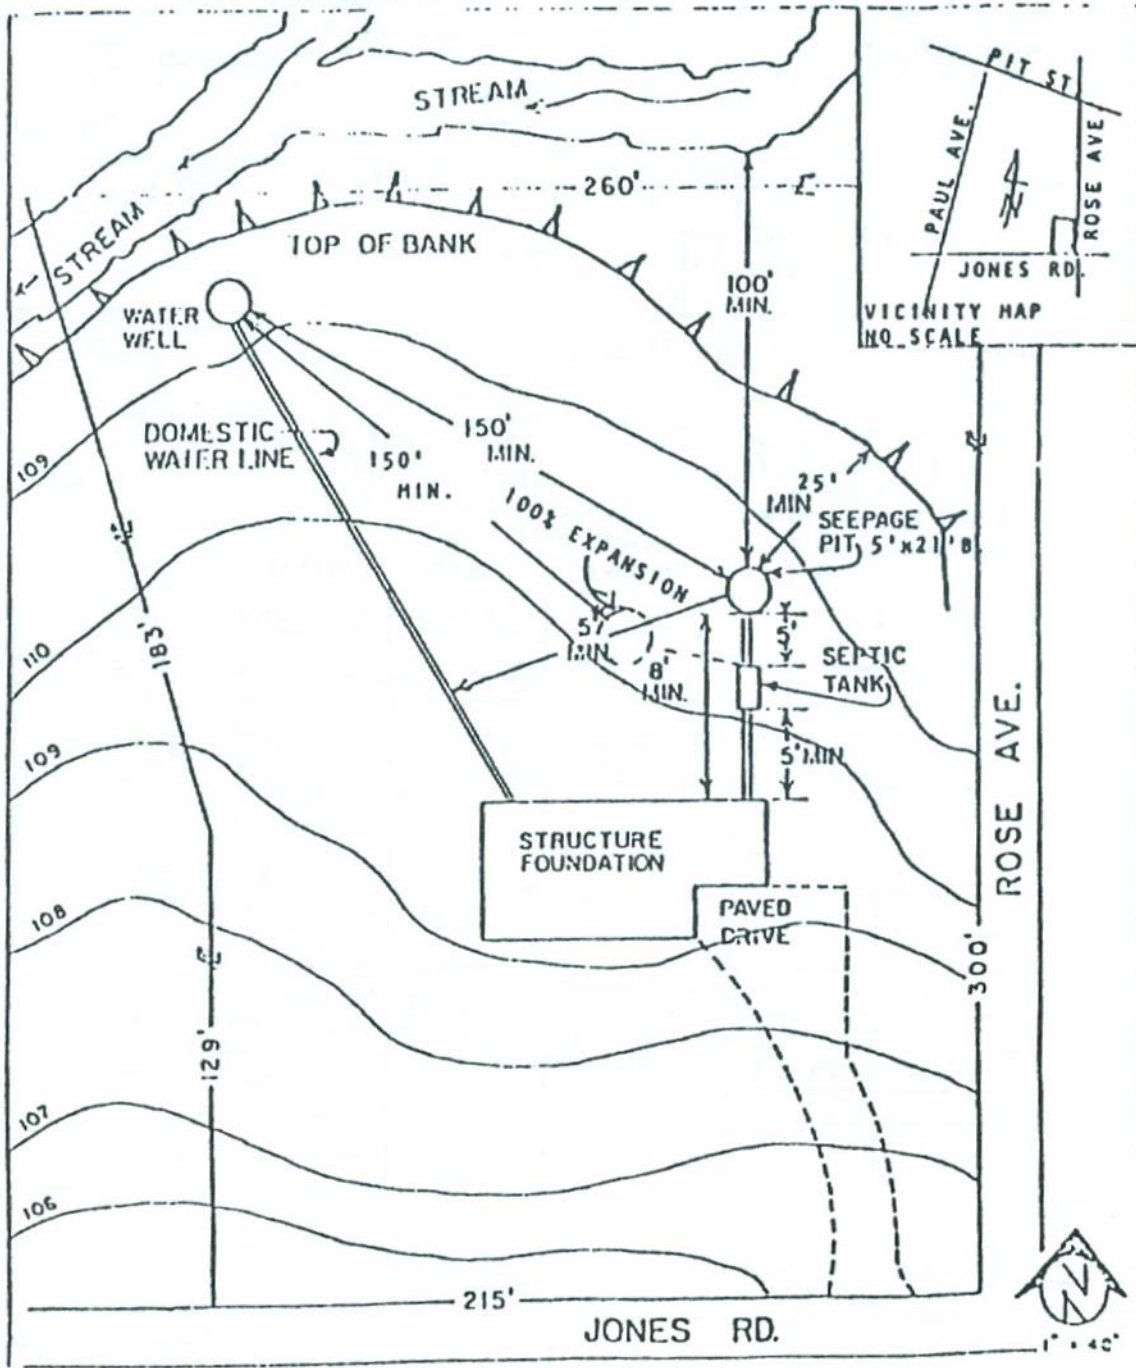 PIT ST.
PAUL AVE.
ROSE AVE.
N
JONES RD.
VICINITY MAP
NO SCALE
STREAM
260'
STREAM
TOP OF BANK
100'
MIN.
WATER
WELL
DOMESTIC
WATER LINE
150'
MIN.
150'
MIN.
100% EXPANSION
25'
MIN
SEEPAGE
PIT, 5' x 21'
5'
MIN.
8'
MIN.
5'
SEPTIC
TANK
5' MIN
109
110
183'
109
STRUCTURE
FOUNDATION
PAVED
DRIVE
ROSE AVE.
300'
108
129'
107
106
215'
JONES RD.
N
1" = 40'